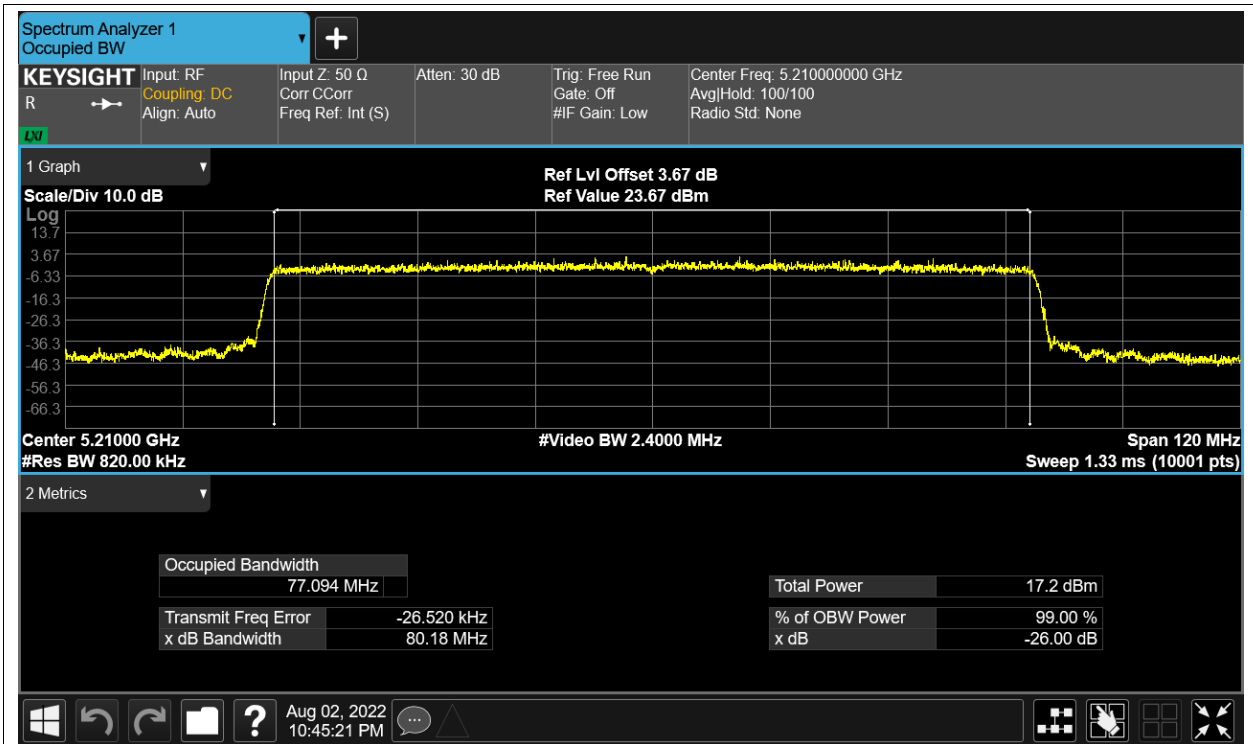 Spectrum Analyzer 1
Occupied BW
KEYSIGHT
R
LXI
Input: RF
Coupling: DC
Align: Auto
Input Z: 50 Ω
Corr CCorr
Freq Ref: Int (S)
Atten: 30 dB
Trig: Free Run
Gate: Off
#IF Gain: Low
Center Freq: 5.210000000 GHz
Avg|Hold: 100/100
Radio Std: None
1 Graph
Scale/Div 10.0 dB
Ref Lvl Offset 3.67 dB
Ref Value 23.67 dBm
Log
13.7
3.67
-6.33
-16.3
-26.3
-36.3
-46.3
-56.3
-66.3
Center 5.21000 GHz
#Video BW 2.4000 MHz
Span 120 MHz
#Res BW 820.00 kHz
Sweep 1.33 ms (10001 pts)
2 Metrics
Occupied Bandwidth
77.094 MHz
Transmit Freq Error -26.520 kHz
x dB Bandwidth 80.18 MHz
Total Power 17.2 dBm
% of OBW Power 99.00 %
x dB -26.00 dB
?
Aug 02, 2022
10:45:21 PM